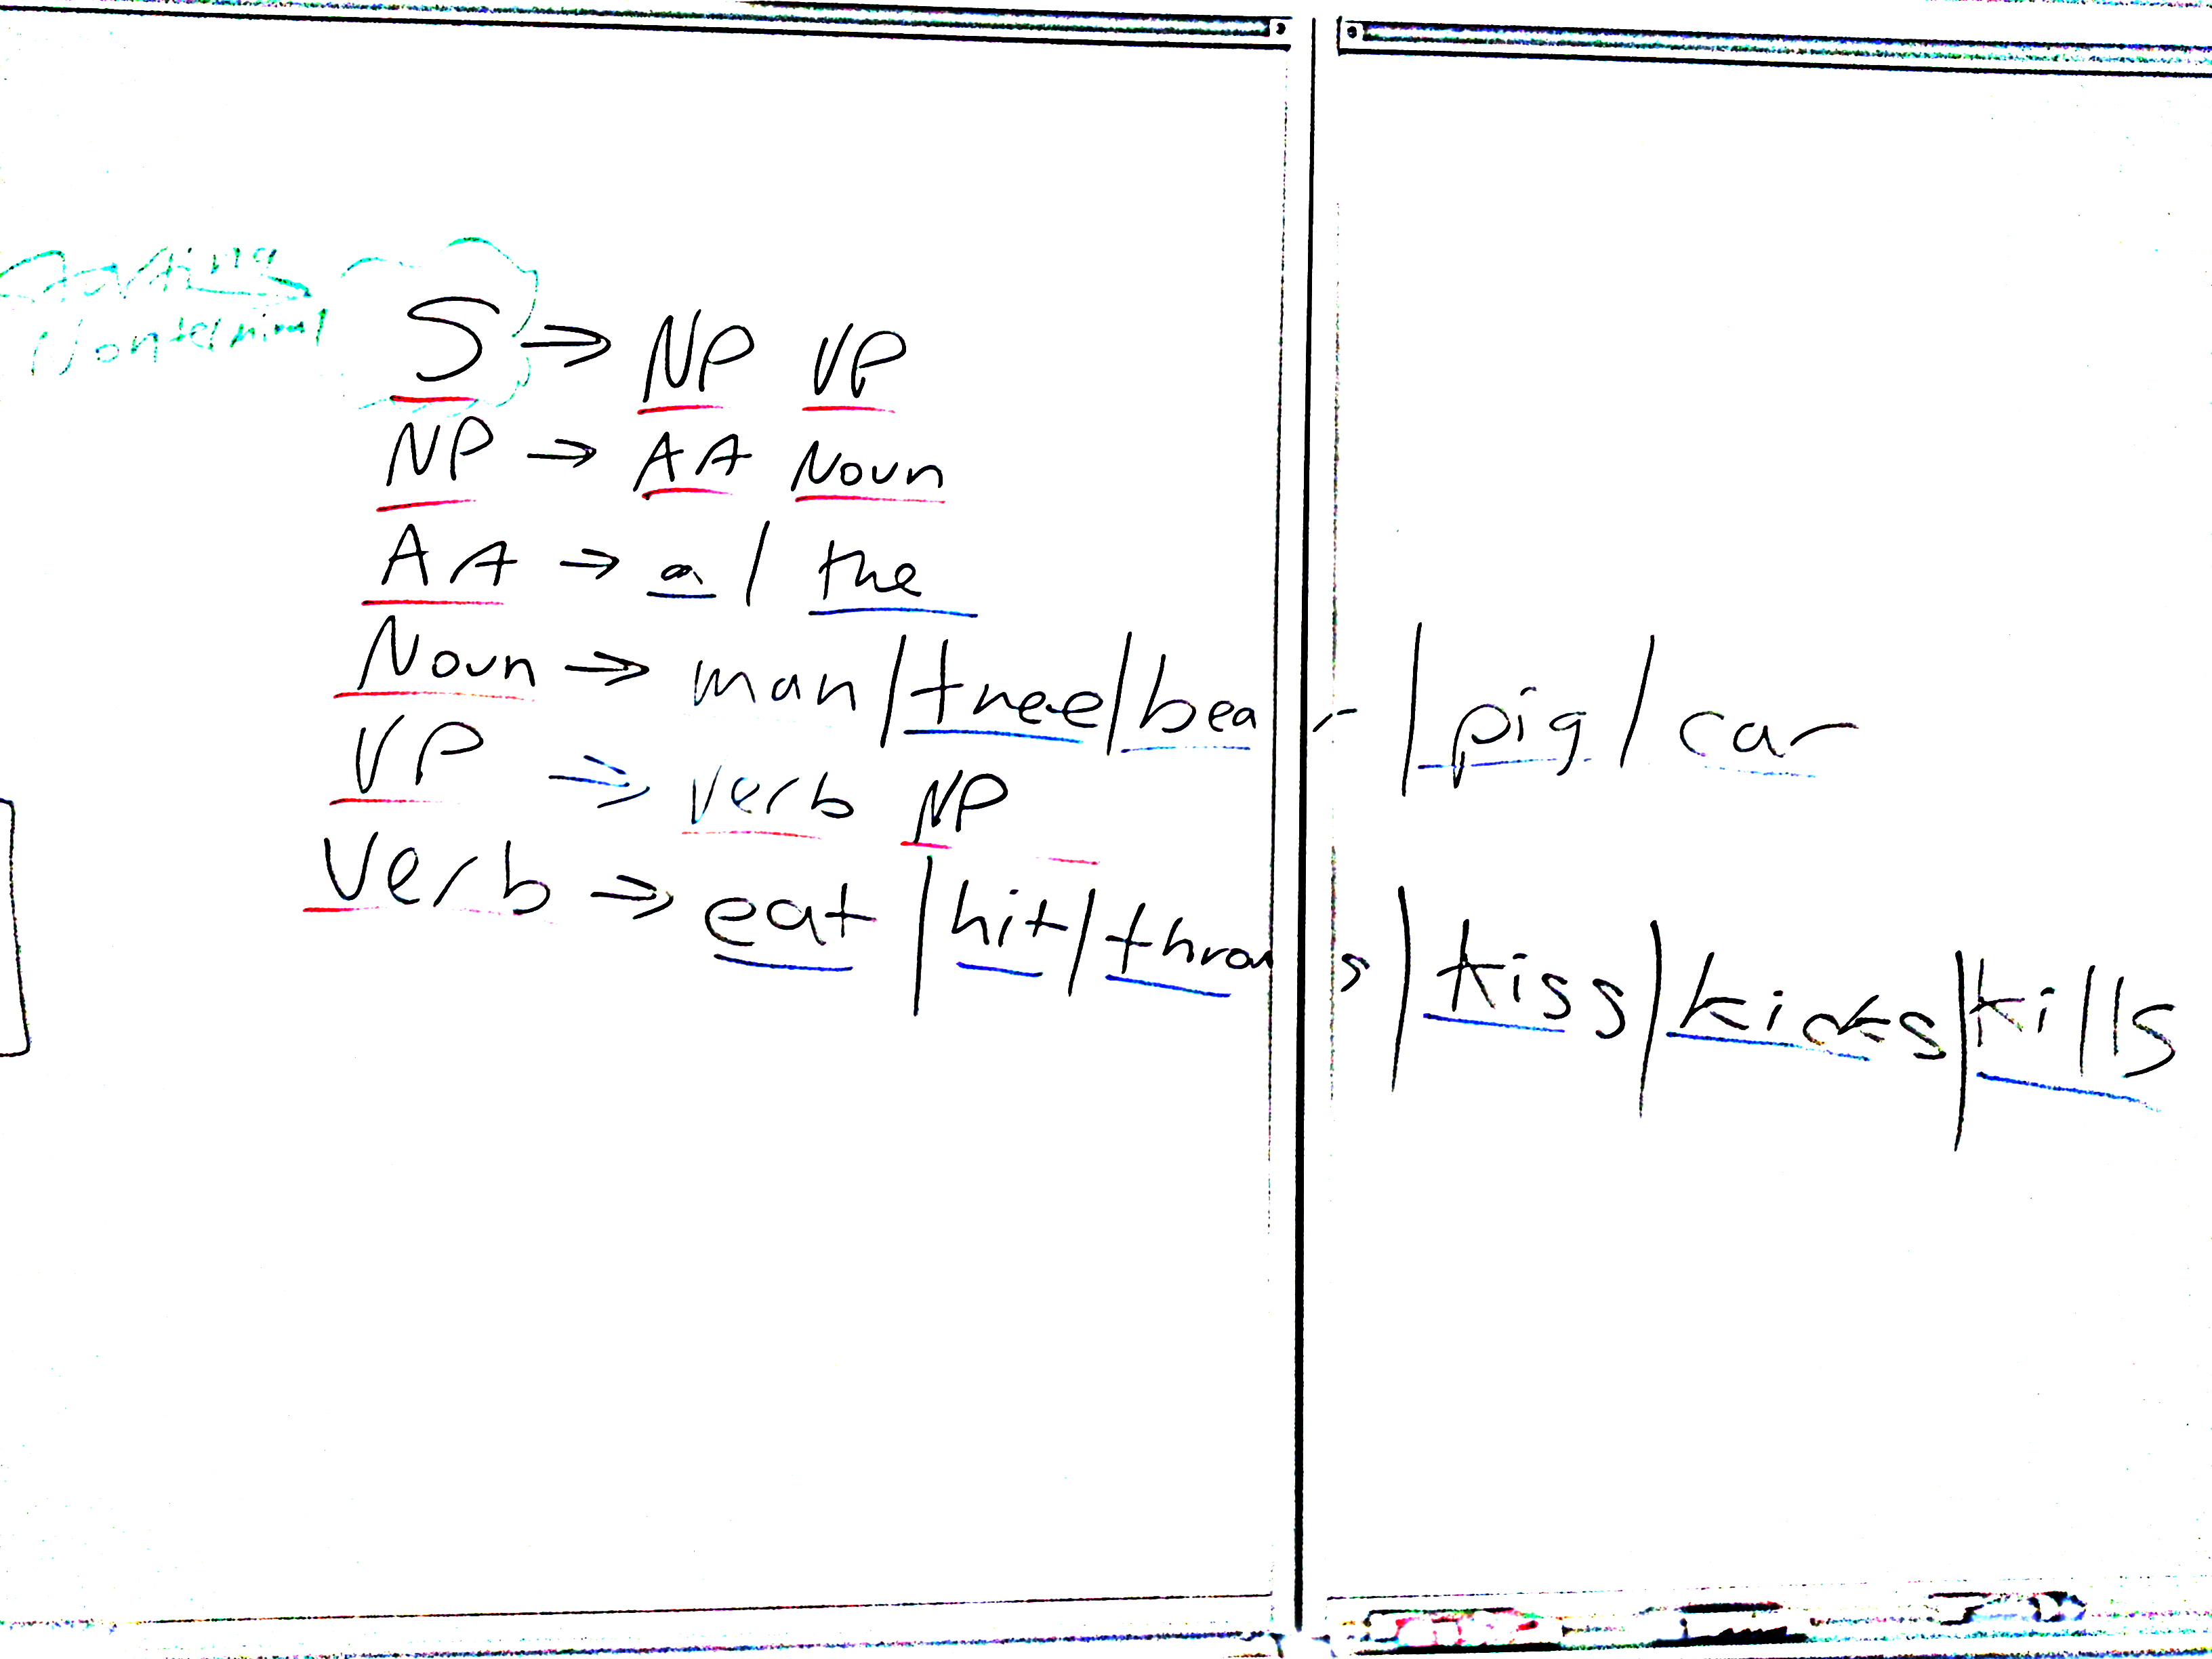 Starting
Nonterminal
S → NP VP
NP → AA Noun
AA → a / the
Noun → man / tree / bear / pig / car
VP → verb NP
Verb → eat / hit / throws / kiss / kicks / kills